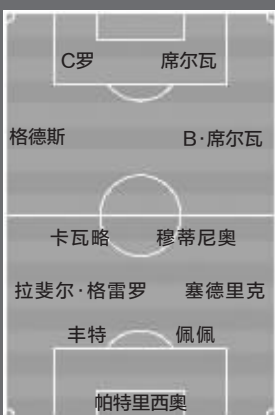 C罗 席尔瓦
格德斯 B·席尔瓦
卡瓦略 穆蒂尼奥
拉斐尔·格雷罗 塞德里克
丰特 佩佩
帕特里西奥